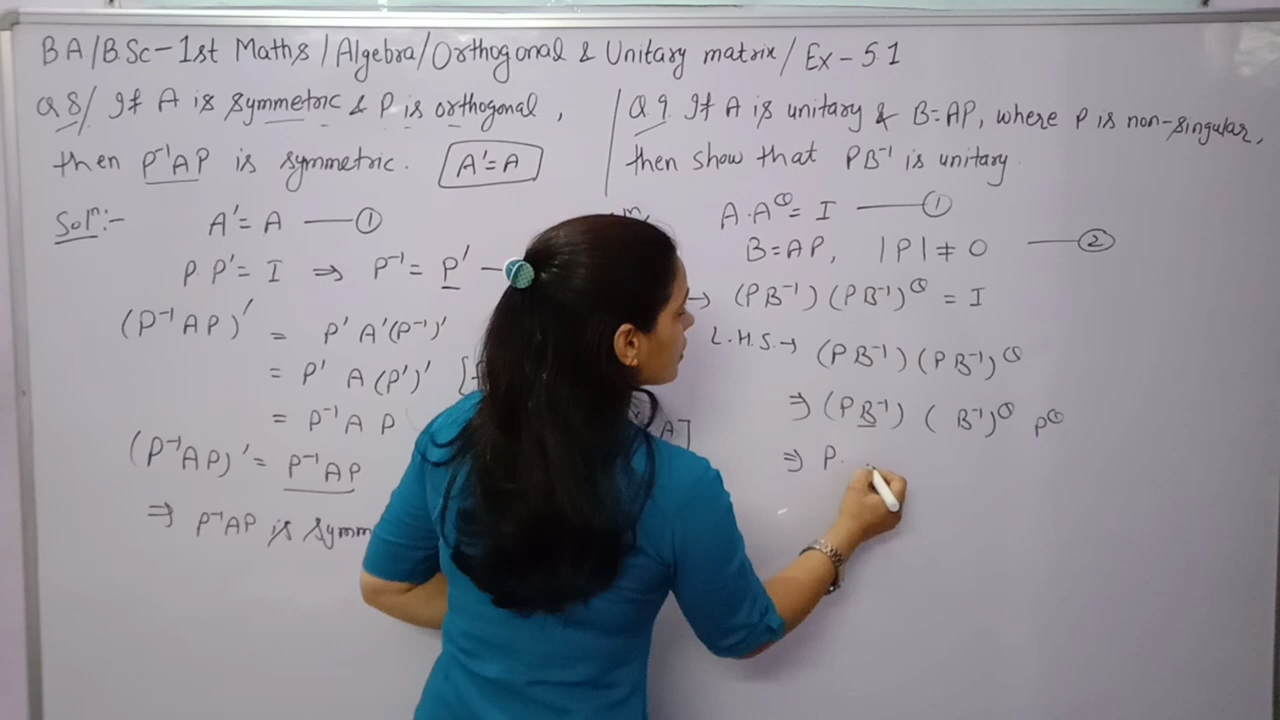 BA/BSc-1st Maths/Algebra/Orthogonal & Unitary matrix/Ex-5.1
Q 8/ If A is symmetric & P is orthogonal,
then P⁻¹AP is symmetric. A'=A
Solⁿ:- A'=A —①
P.P'=I ⇒ P⁻¹=P' —
(P⁻¹AP)' = P'A'(P⁻¹)'
= P' A(P')'
= P⁻¹AP
A]
(P⁻¹AP)' = P⁻¹AP
⇒ P⁻¹AP is symm
Q 9. If A is unitary & B=AP, where P is non-singular,
then show that PB⁻¹ is unitary.
A.A^θ=I —①
B=AP, |P|≠0 —②
→ (PB⁻¹)(PB⁻¹)^θ = I
L.H.S.→ (PB⁻¹)(PB⁻¹)^θ
⇒ (PB⁻¹)(B⁻¹)^θ P^θ
⇒ P.